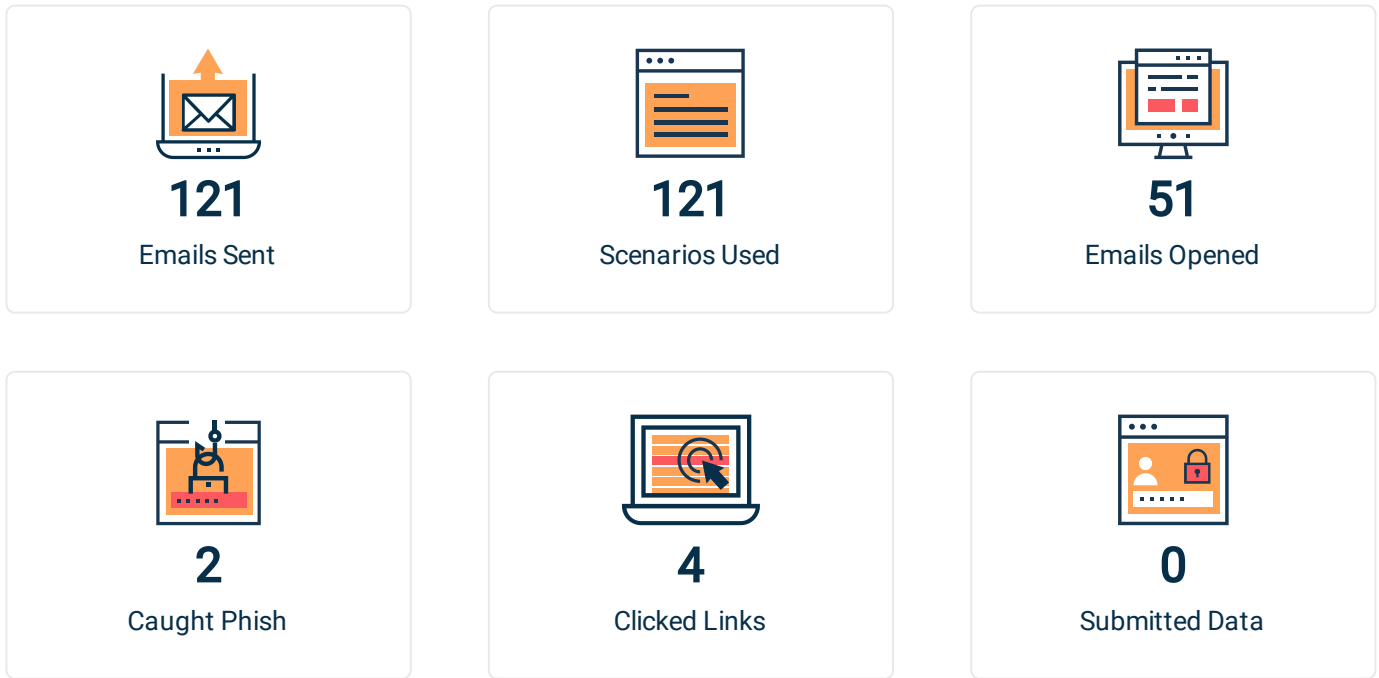 121
Emails Sent
121
Scenarios Used
51
Emails Opened
2
Caught Phish
4
Clicked Links
0
Submitted Data